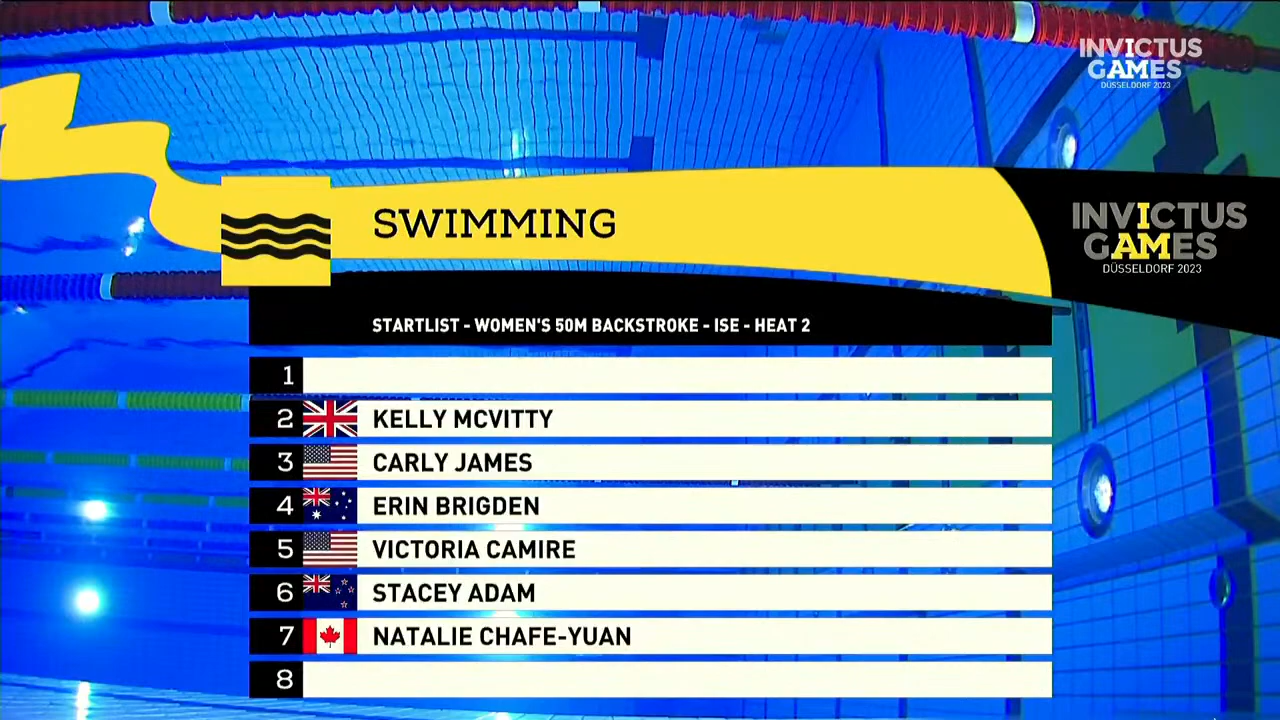 INVICTUS
GAMES
DÜSSELDORF 2023
SWIMMING
INVICTUS
GAMES
DÜSSELDORF 2023
STARTLIST - WOMEN'S 50M BACKSTROKE - ISE - HEAT 2
1
2 KELLY MCVITTY
3 CARLY JAMES
4 ERIN BRIGDEN
5 VICTORIA CAMIRE
6 STACEY ADAM
7 NATALIE CHAFE-YUAN
8